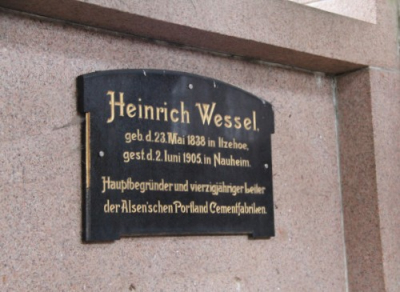 Heinrich Wessel.
geb. d. 23. Mai 1838 in Itzehoe,
gest. d. 2. Juni 1905 in Nauheim.
Hauptbegründer und vierzigjähriger Leiter
der Alsen'schen Portland Cementfabriken.